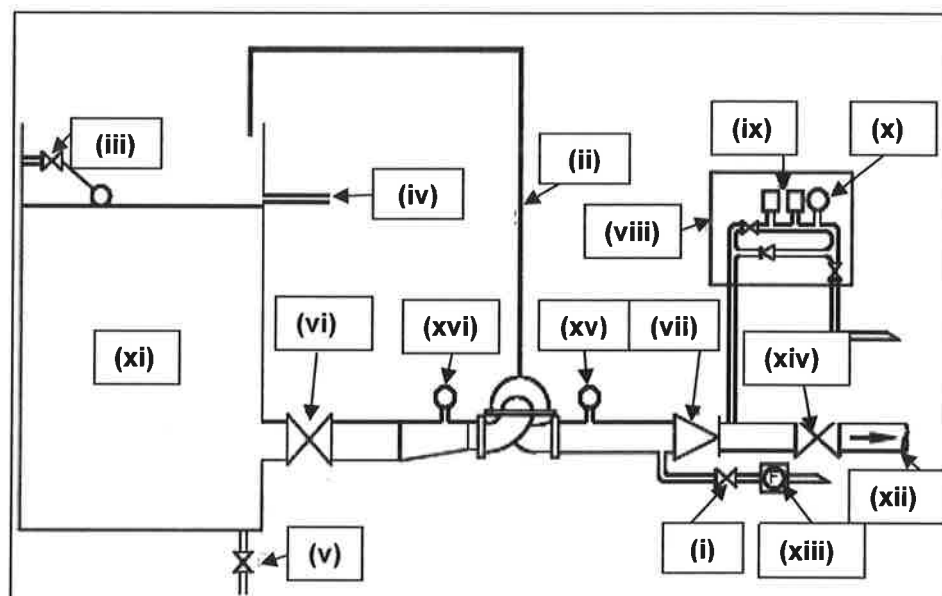 (iii)
(iv)
(ii)
(ix)
(x)
(viii)
(xi)
(vi)
(xvi)
(xv)
(vii)
(xiv)
(v)
(i)
F
(xiii)
(xii)